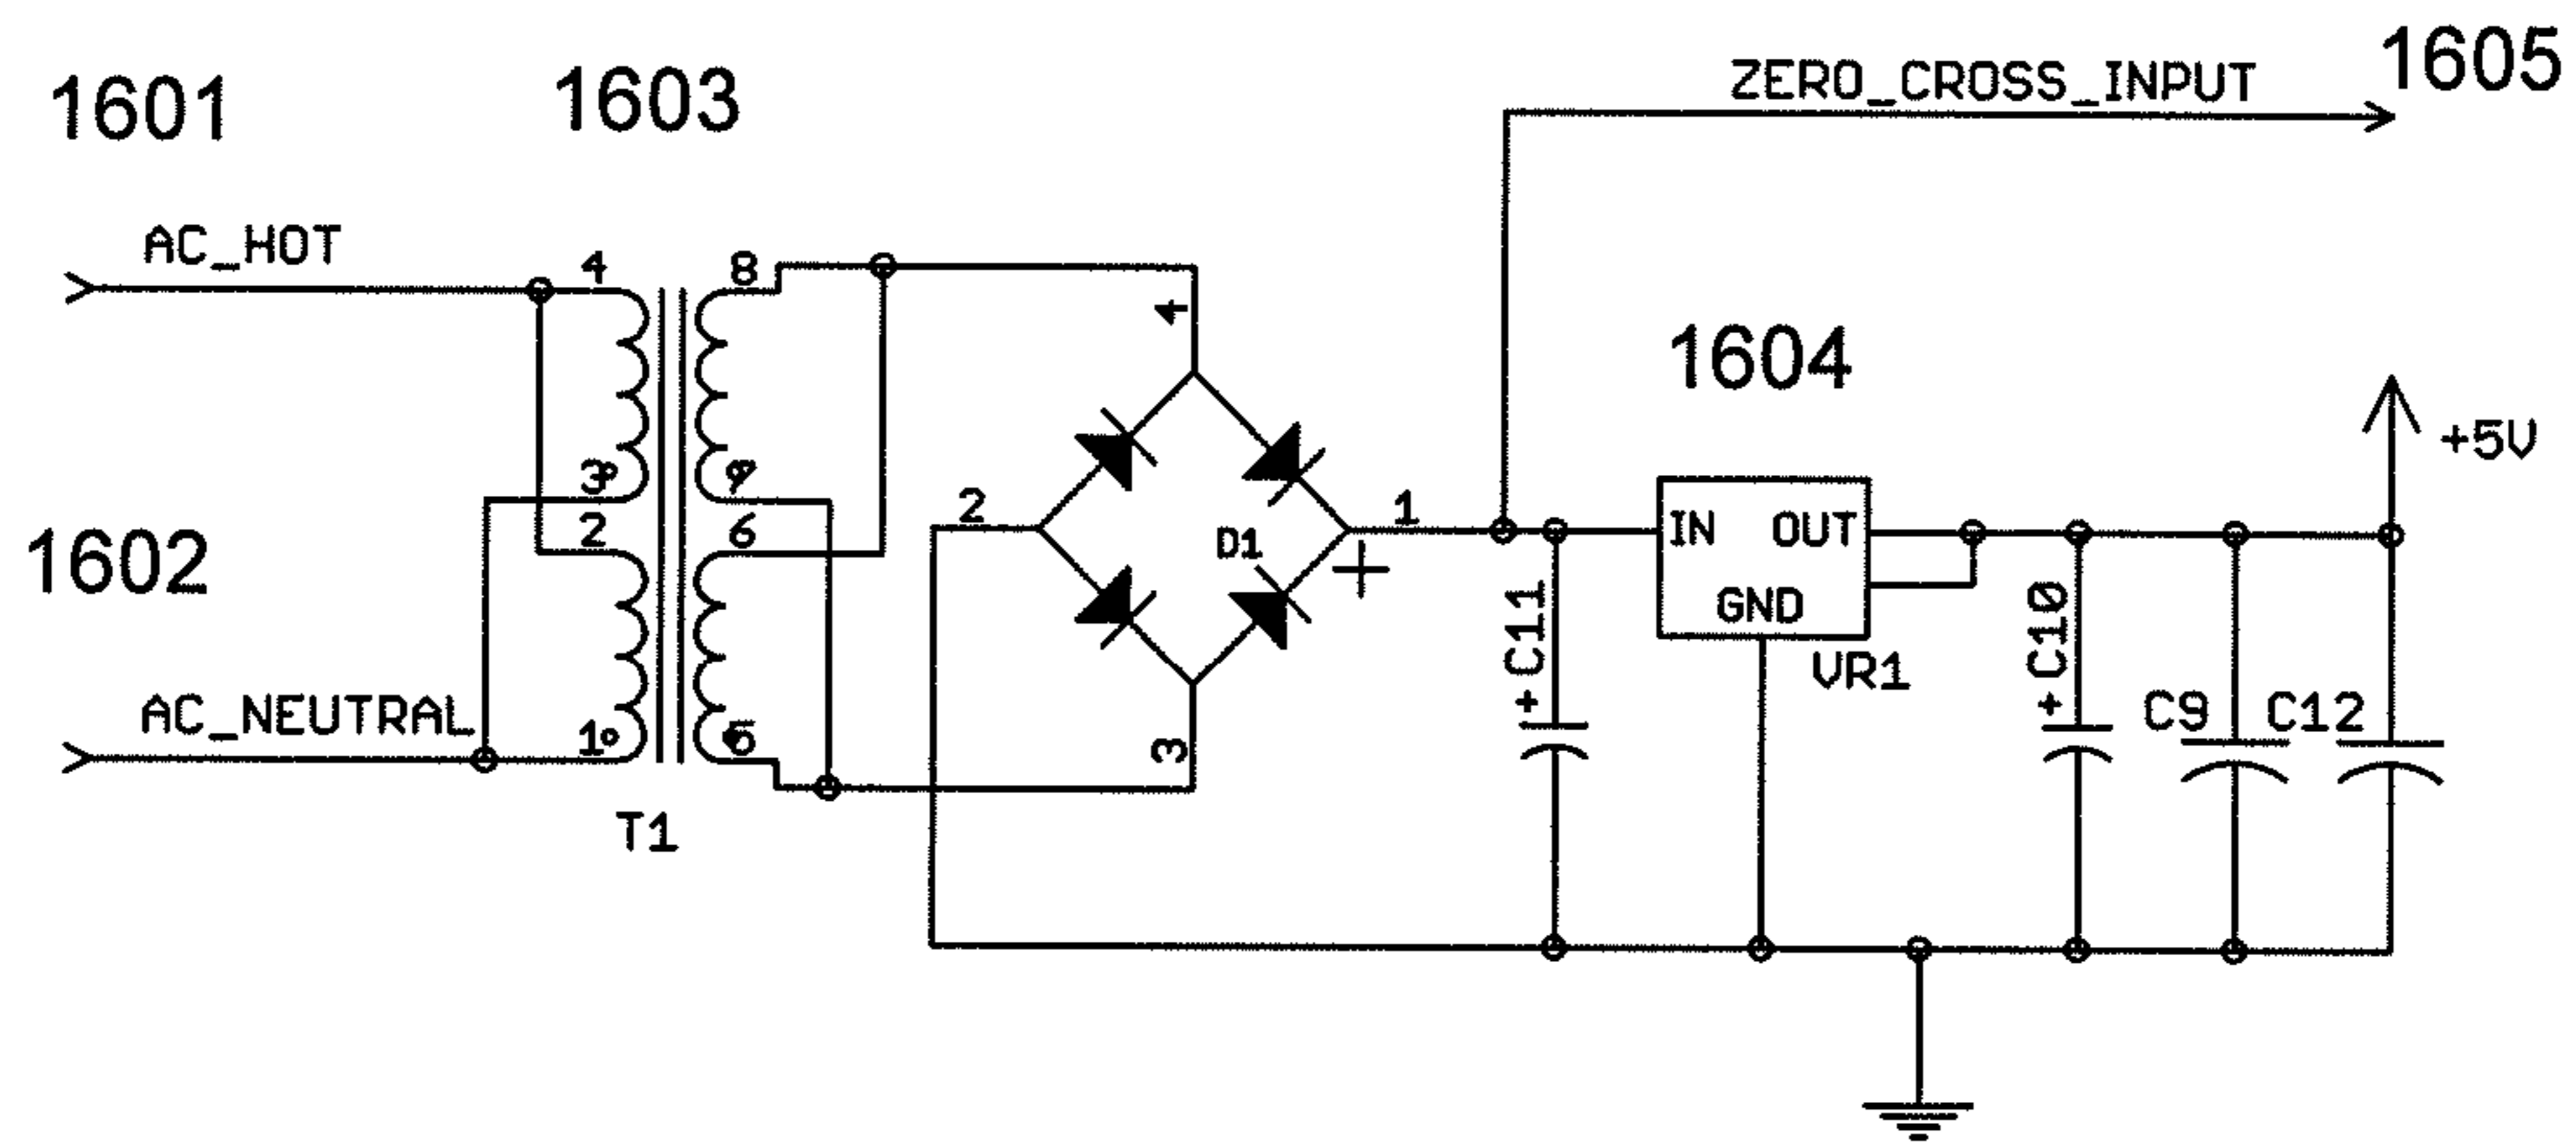 1601
1603
ZERO_CROSS_INPUT
1605
AC_HOT
4
8
4
1604
+5V
3
2
6
2
1
D1
+
IN
OUT
GND
VR1
1602
C11
+
C10
+
C9
C12
AC_NEUTRAL
1
5
3
T1